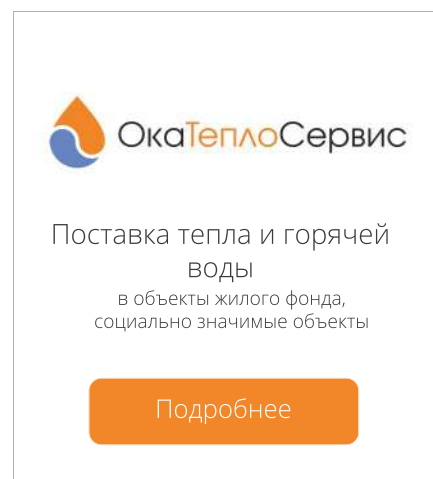 ОкаТеплоСервис
Поставка тепла и горячей
воды
в объекты жилого фонда,
социально значимые объекты
Подробнее